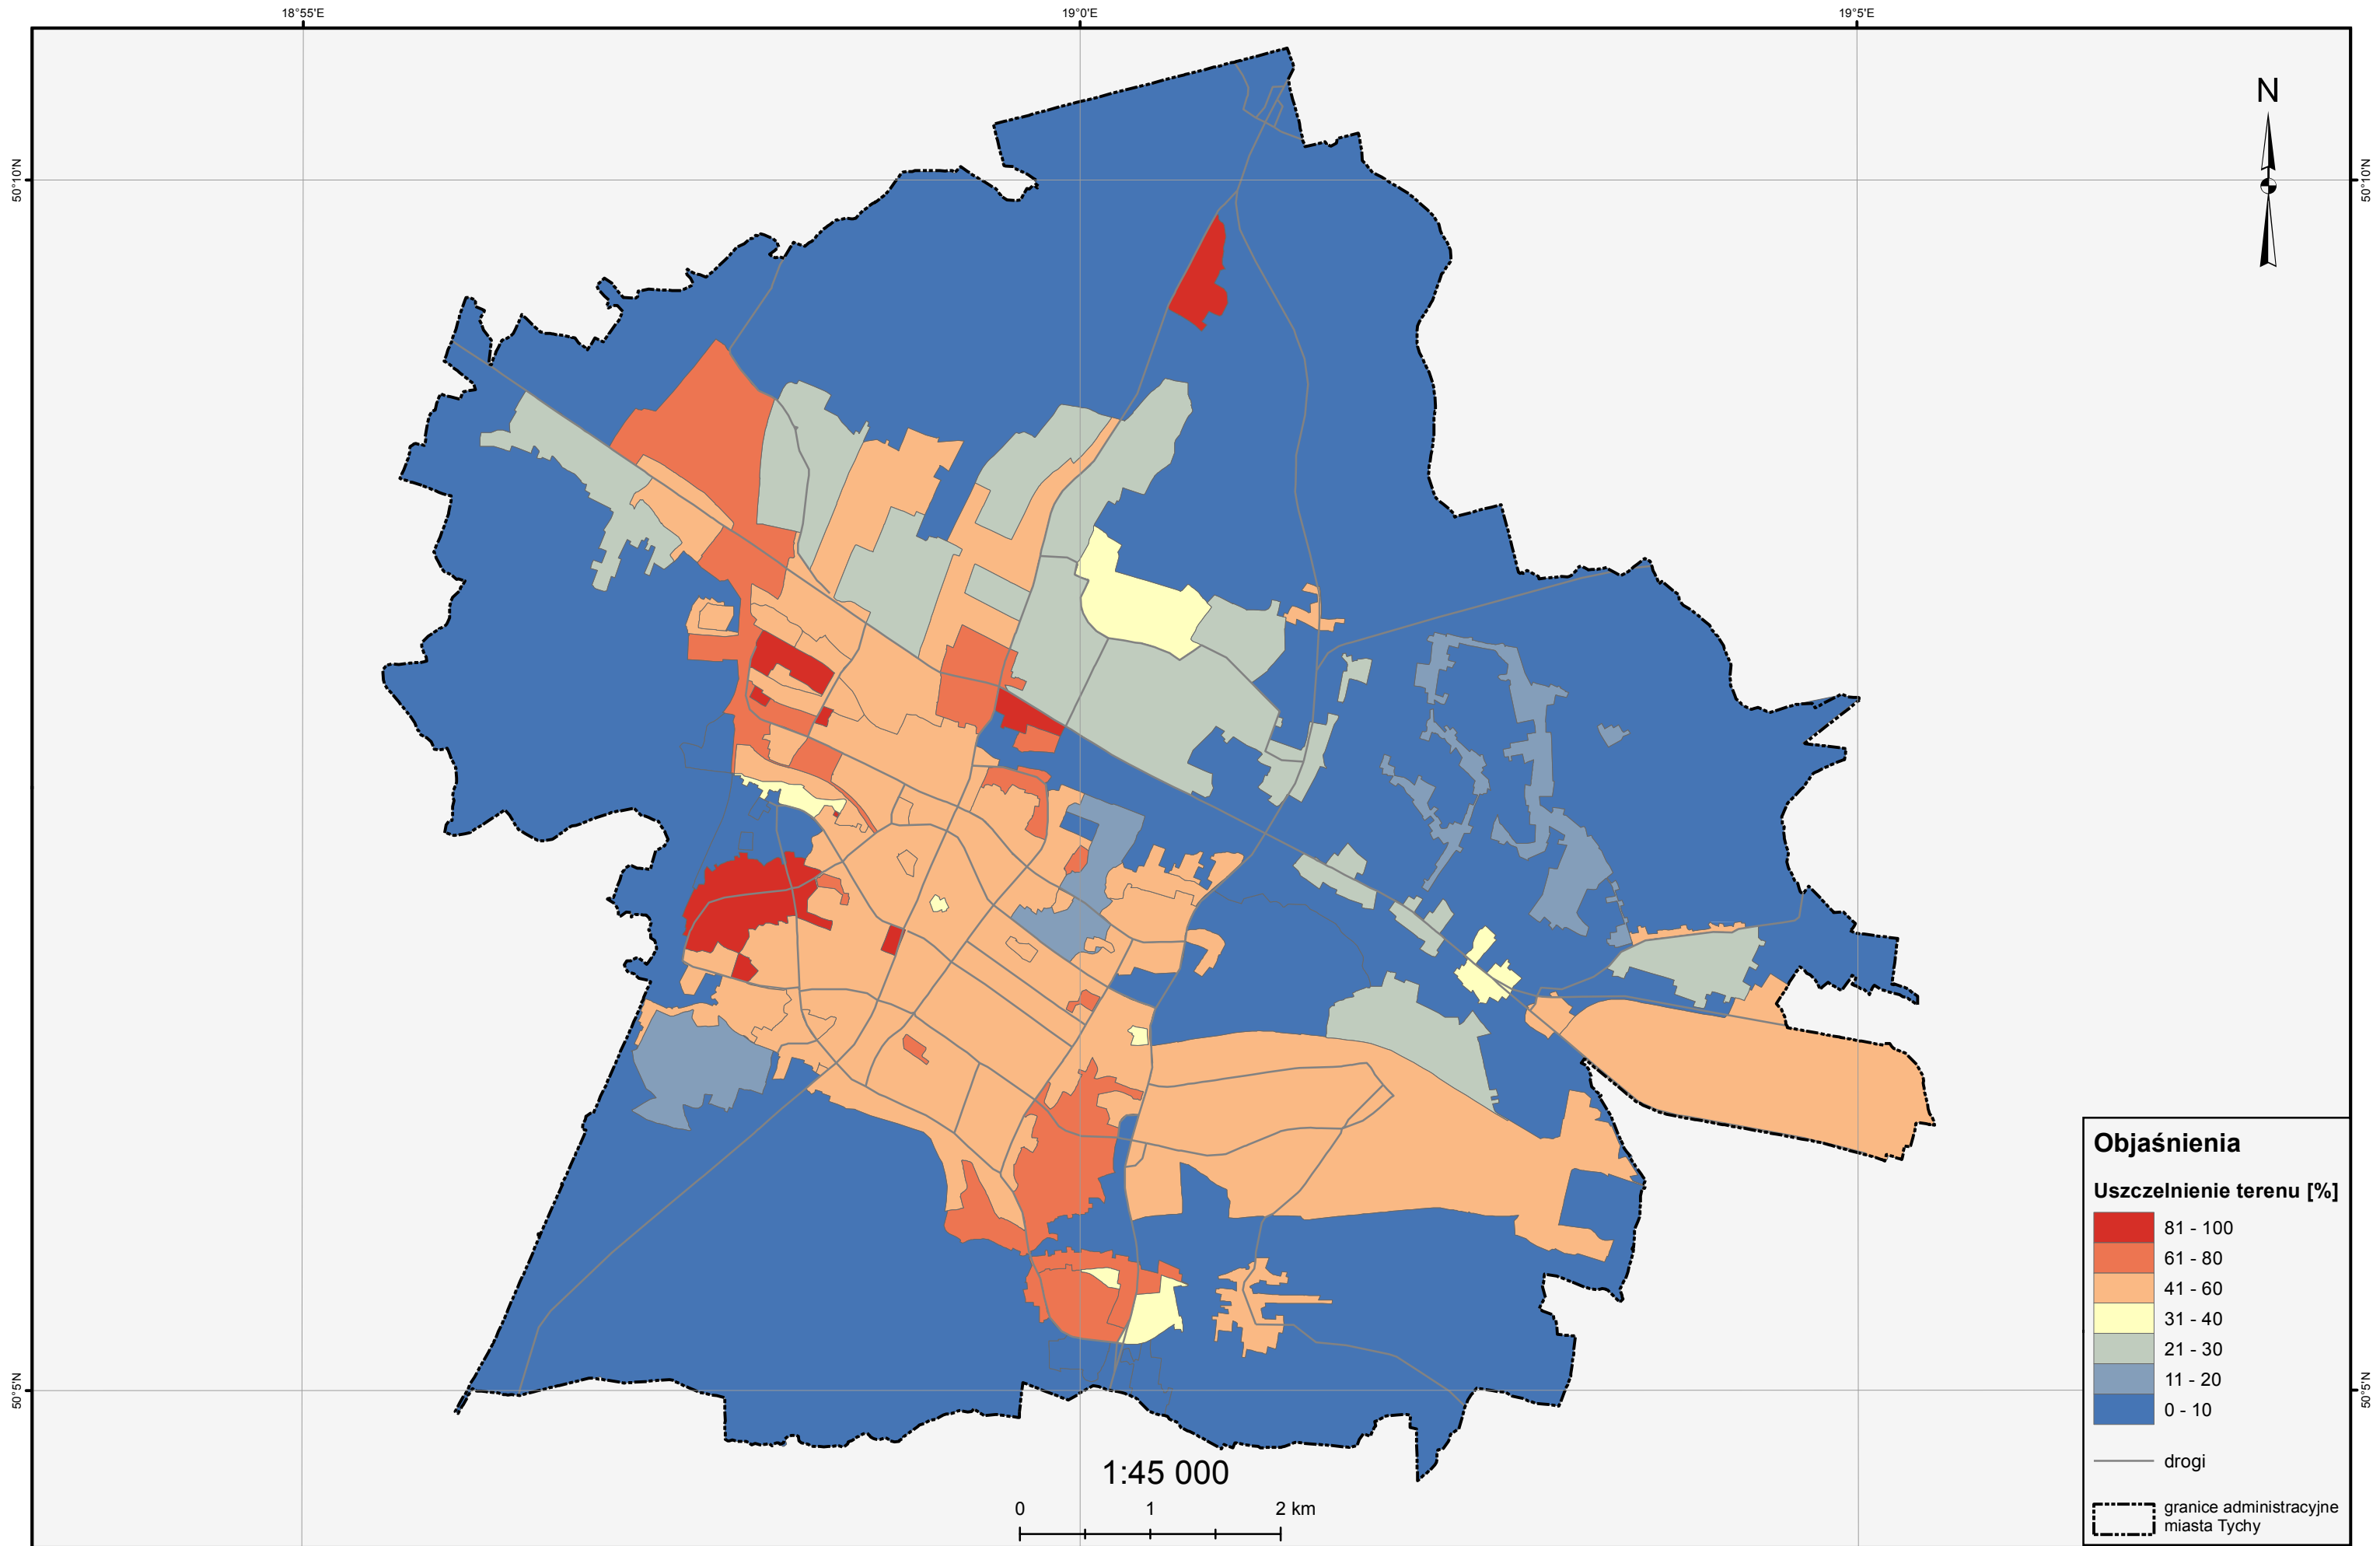 18°55'E
19°0'E
19°5'E
N
50°10'N
50°10'N
Objaśnienia
Uszczelnienie terenu [%]
81 - 100
61 - 80
41 - 60
31 - 40
21 - 30
11 - 20
0 - 10
drogi
granice administracyjne
miasta Tychy
50°5'N
50°5'N
1:45 000
0 1 2 km